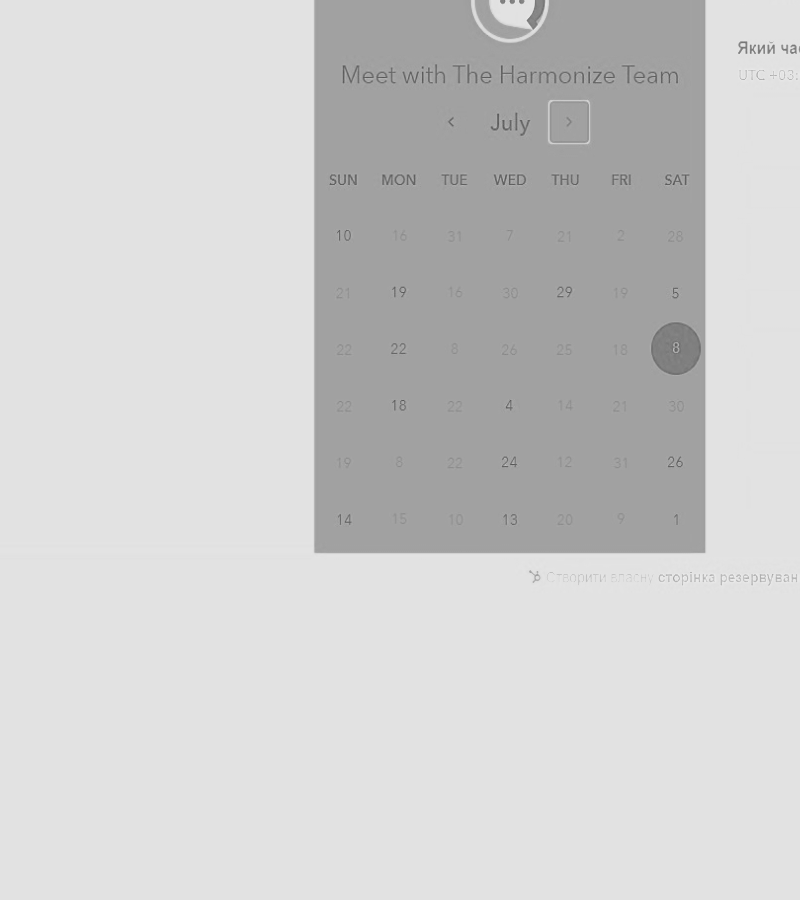 Meet with The Harmonize Team
July
SUN MON TUE WED THU FRI SAT
10 16 31 7 21 2 28
21 19 16 30 29 19 5
22 22 8 26 25 18 8
22 18 22 4 14 21 30
19 8 22 24 12 31 26
14 15 10 13 20 9 1
Який час
UTC +03:
Створити власну сторінка резервуван